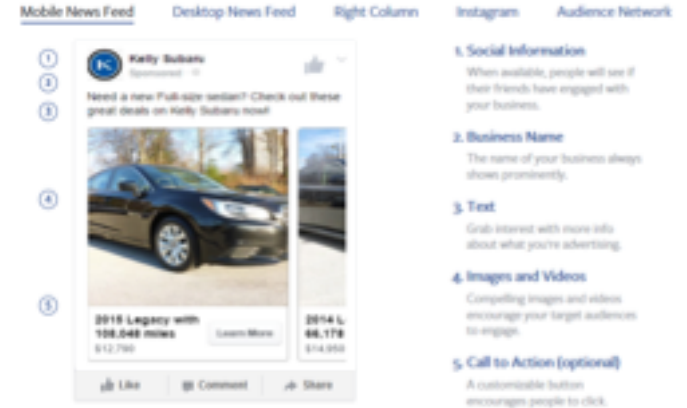 Mobile News Feed
Desktop News Feed
Right Column
Instagram
Audience Network
1
2
3
4
5
Kelly Subaru
Sponsored
Need a new Full-size sedan? Check out these
great deals on Kelly Subaru now!
2015 Legacy with
108,048 miles
$12,790
Learn More
2014 L
66,178
$14,950
Like
Comment
Share
1. Social Information
When available, people will see if
their friends have engaged with
your business.
2. Business Name
The name of your business always
shows prominently.
3. Text
Grab interest with more info
about what you're advertising.
4. Images and Videos
Compelling images and videos
encourage your target audiences
to engage.
5. Call to Action (optional)
A customizable button
encourages people to click.